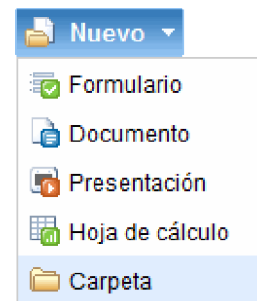 Nuevo
Formulario
Documento
Presentación
Hoja de cálculo
Carpeta